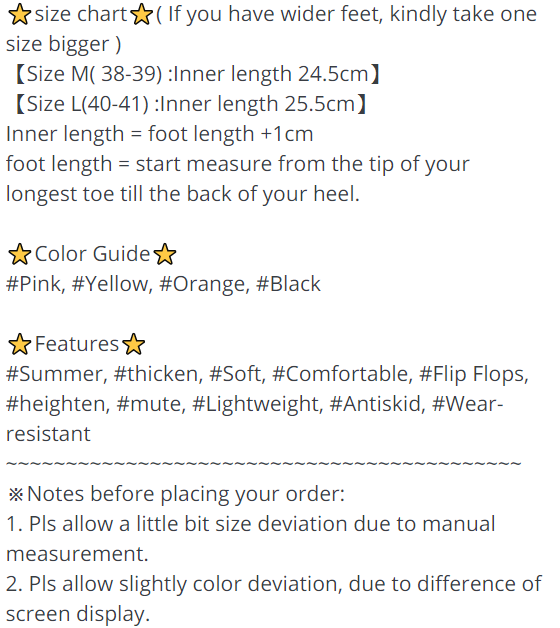 ⭐size chart⭐( If you have wider feet, kindly take one
size bigger )
【Size M( 38-39) :Inner length 24.5cm】
【Size L(40-41) :Inner length 25.5cm】
Inner length = foot length +1cm
foot length = start measure from the tip of your
longest toe till the back of your heel.
⭐Color Guide⭐
#Pink, #Yellow, #Orange, #Black
⭐Features⭐
#Summer, #thicken, #Soft, #Comfortable, #Flip Flops,
#heighten, #mute, #Lightweight, #Antiskid, #Wear-
resistant
~~~~~~~~~~~~~~~~~~~~~~~~~~~~~~~~~~~~~~~~~~~
※Notes before placing your order:
1. Pls allow a little bit size deviation due to manual
measurement.
2. Pls allow slightly color deviation, due to difference of
screen display.